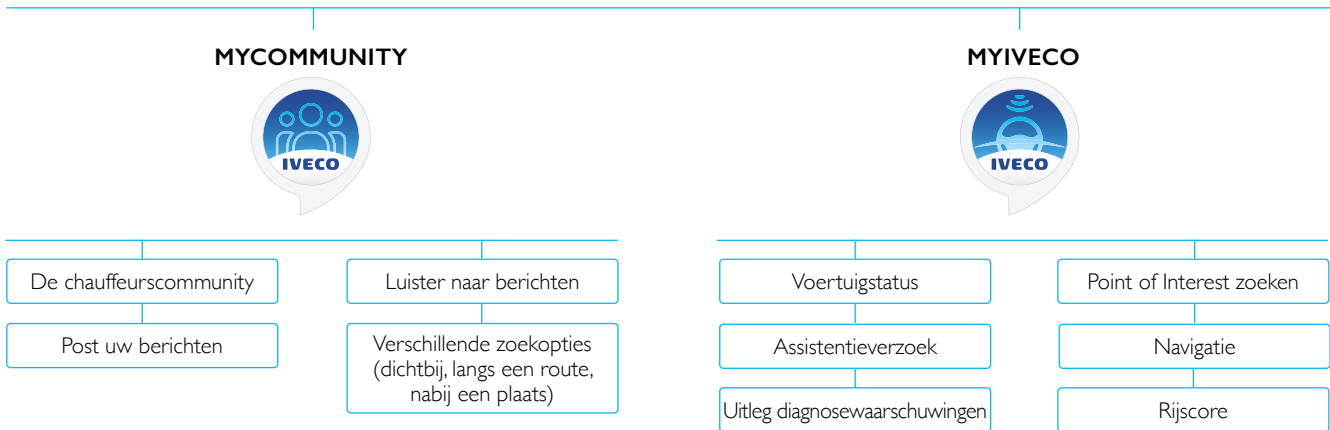 MYCOMMUNITY
IVECO
De chauffeurscommunity
Post uw berichten
Luister naar berichten
Verschillende zoekopties
(dichtbij, langs een route,
nabij een plaats)
MYIVECO
IVECO
Voertuigstatus
Assistentieverzoek
Uitleg diagnosewaarschuwingen
Point of Interest zoeken
Navigatie
Rijscore